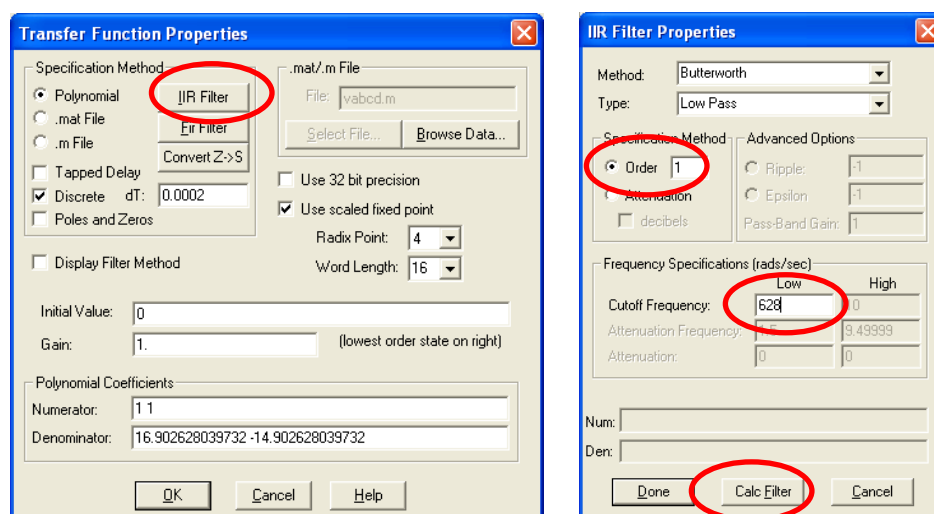 Transfer Function Properties
Specification Method
Polynomial
.mat File
.m File
Tapped Delay
Discrete dT: 0.0002
Poles and Zeros
IIR Filter
Fir Filter
Convert Z->S
.mat/.m File
File: vabcd.m
Select File... Browse Data...
Use 32 bit precision
Use scaled fixed point
Radix Point: 4
Word Length: 16
Display Filter Method
Initial Value: 0
Gain: 1. (lowest order state on right)
Polynomial Coefficients
Numerator: 1 1
Denominator: 16.902628039732 -14.902628039732
OK Cancel Help
IIR Filter Properties
Method: Butterworth
Type: Low Pass
Specification Method
Order 1
Attenuation
decibels
Advanced Options
Ripple: -1
Epsilon -1
Pass-Band Gain: 1
Frequency Specifications (rads/sec)
Low High
Cutoff Frequency: 628 10
Attenuation Frequency: 1.5 9.49999
Attenuation: 0 0
Num:
Den:
Done Calc Filter Cancel